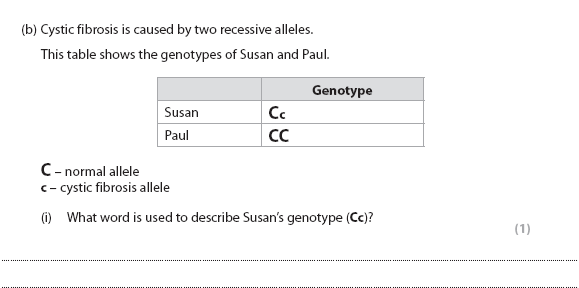 (b) Cystic fibrosis is caused by two recessive alleles.
This table shows the genotypes of Susan and Paul.
Genotype
Susan Cc
Paul CC
C – normal allele
c – cystic fibrosis allele
(i) What word is used to describe Susan's genotype (Cc)?
(1)